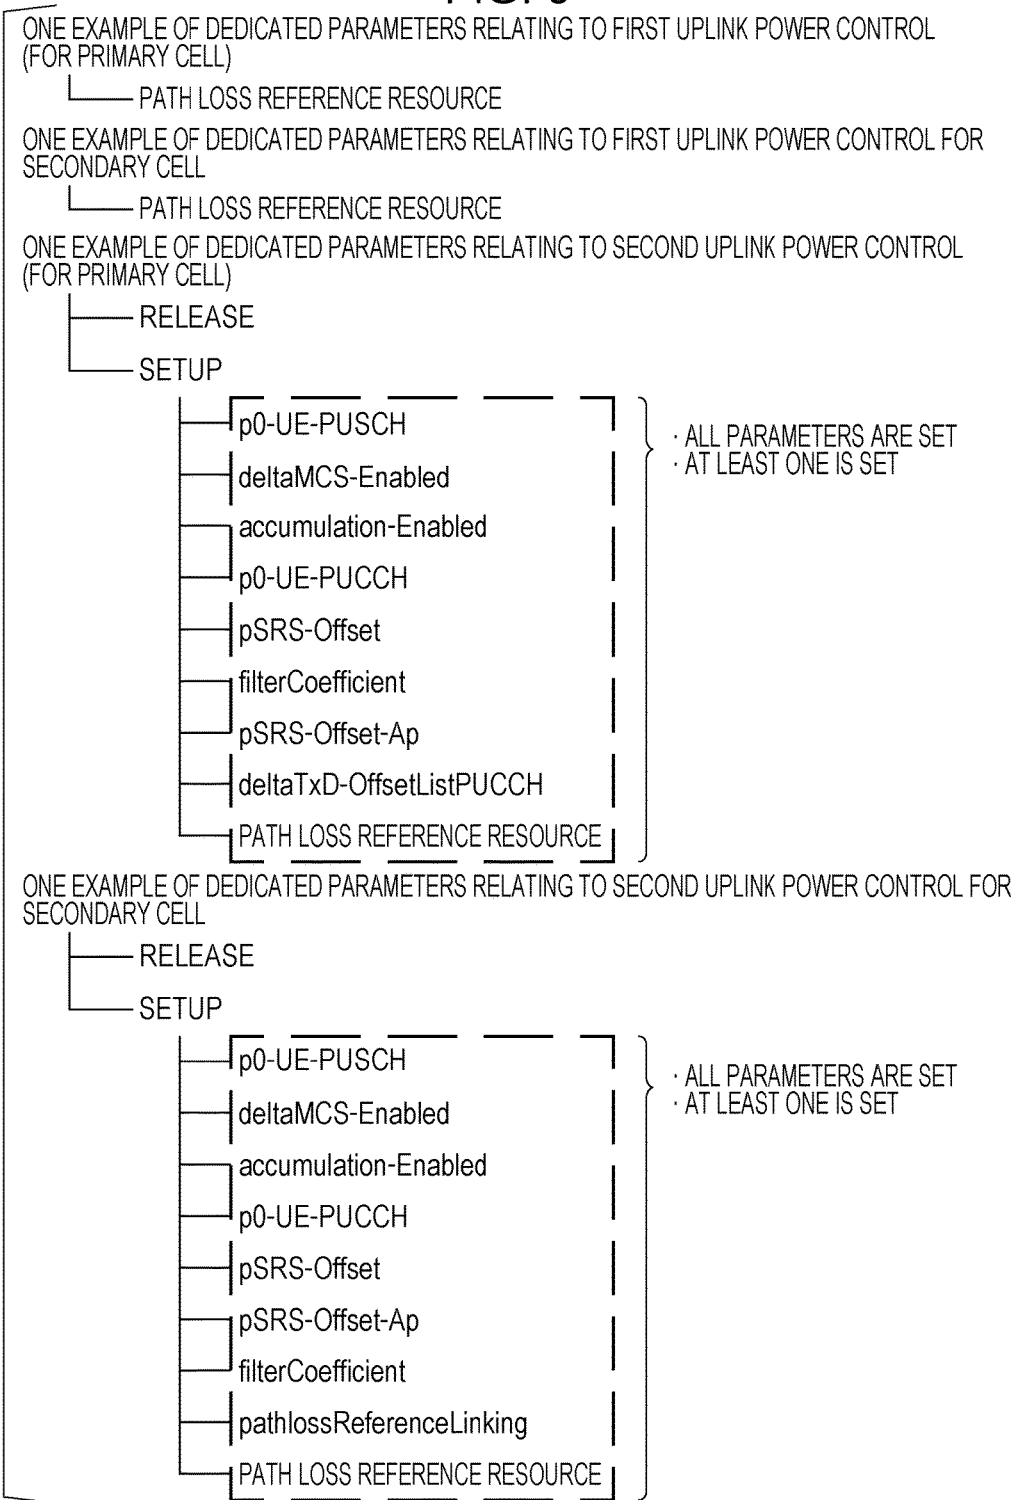 ONE EXAMPLE OF DEDICATED PARAMETERS RELATING TO FIRST UPLINK POWER CONTROL
(FOR PRIMARY CELL)
PATH LOSS REFERENCE RESOURCE
ONE EXAMPLE OF DEDICATED PARAMETERS RELATING TO FIRST UPLINK POWER CONTROL FOR
SECONDARY CELL
PATH LOSS REFERENCE RESOURCE
ONE EXAMPLE OF DEDICATED PARAMETERS RELATING TO SECOND UPLINK POWER CONTROL
(FOR PRIMARY CELL)
RELEASE
SETUP
p0-UE-PUSCH
· ALL PARAMETERS ARE SET
· AT LEAST ONE IS SET
deltaMCS-Enabled
accumulation-Enabled
p0-UE-PUCCH
pSRS-Offset
filterCoefficient
pSRS-Offset-Ap
deltaTxD-OffsetListPUCCH
PATH LOSS REFERENCE RESOURCE
ONE EXAMPLE OF DEDICATED PARAMETERS RELATING TO SECOND UPLINK POWER CONTROL FOR
SECONDARY CELL
RELEASE
SETUP
p0-UE-PUSCH
· ALL PARAMETERS ARE SET
· AT LEAST ONE IS SET
deltaMCS-Enabled
accumulation-Enabled
p0-UE-PUCCH
pSRS-Offset
pSRS-Offset-Ap
filterCoefficient
pathlossReferenceLinking
PATH LOSS REFERENCE RESOURCE